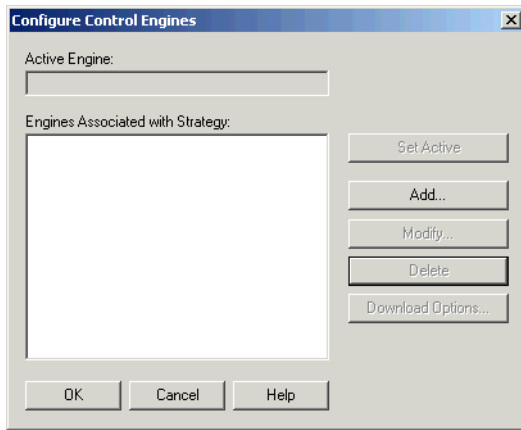 Configure Control Engines
Active Engine:
Engines Associated with Strategy:
Set Active
Add...
Modify...
Delete
Download Options...
OK
Cancel
Help